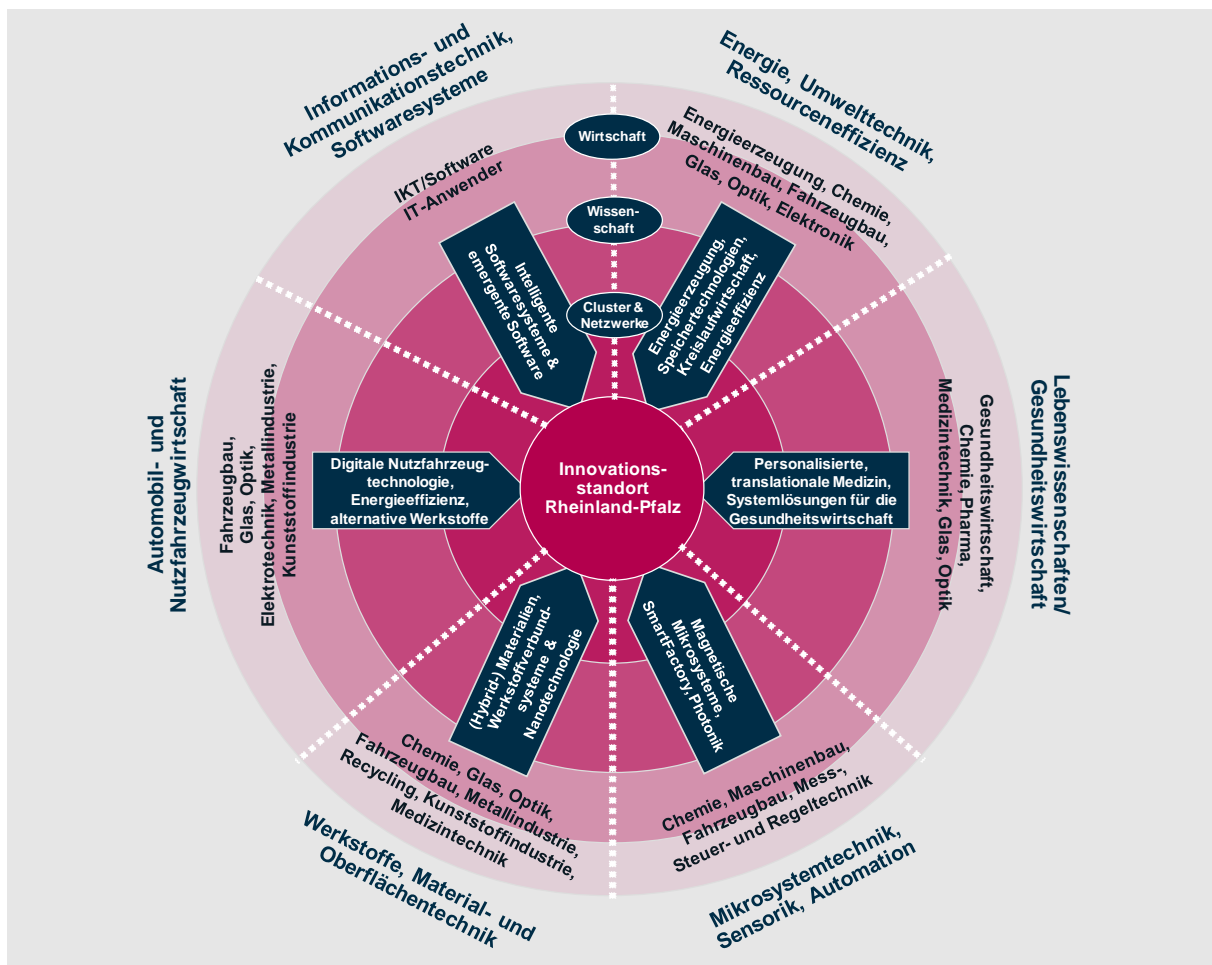 Informations- und
Kommunikationstechnik,
Softwaresysteme
Energie, Umwelttechnik,
Ressourceneffizienz
Wirtschaft
Wissen-
schaft
Cluster &
Netzwerke
IKT/Software
IT-Anwender
Energieerzeugung, Chemie,
Maschinenbau, Fahrzeugbau,
Glas, Optik, Elektronik
Intelligente
Softwaresysteme &
emergente Software
Energieerzeugung,
Speichertechnologien,
Kreislaufwirtschaft,
Energieeffizienz
Automobil- und
Nutzfahrzeugwirtschaft
Fahrzeugbau,
Glas, Optik,
Elektrotechnik, Metallindustrie,
Kunststoffindustrie
Digitale Nutzfahrzeug-
technologie,
Energieeffizienz,
alternative Werkstoffe
Innovations-
standort
Rheinland-Pfalz
Personalisierte,
translationale Medizin,
Systemlösungen für die
Gesundheitswirtschaft
Gesundheitswirtschaft,
Chemie, Pharma,
Medizintechnik, Glas, Optik
Lebenswissenschaften/
Gesundheitswirtschaft
(Hybrid-) Materialien,
Werkstoffverbund-
systeme &
Nanotechnologie
Magnetische
Mikrosysteme,
SmartFactory, Photonik
Chemie, Glas, Optik,
Fahrzeugbau, Metallindustrie,
Recycling, Kunststoffindustrie,
Medizintechnik
Chemie, Maschinenbau,
Fahrzeugbau, Mess-,
Steuer- und Regeltechnik
Werkstoffe, Material- und
Oberflächentechnik
Mikrosystemtechnik,
Sensorik, Automation